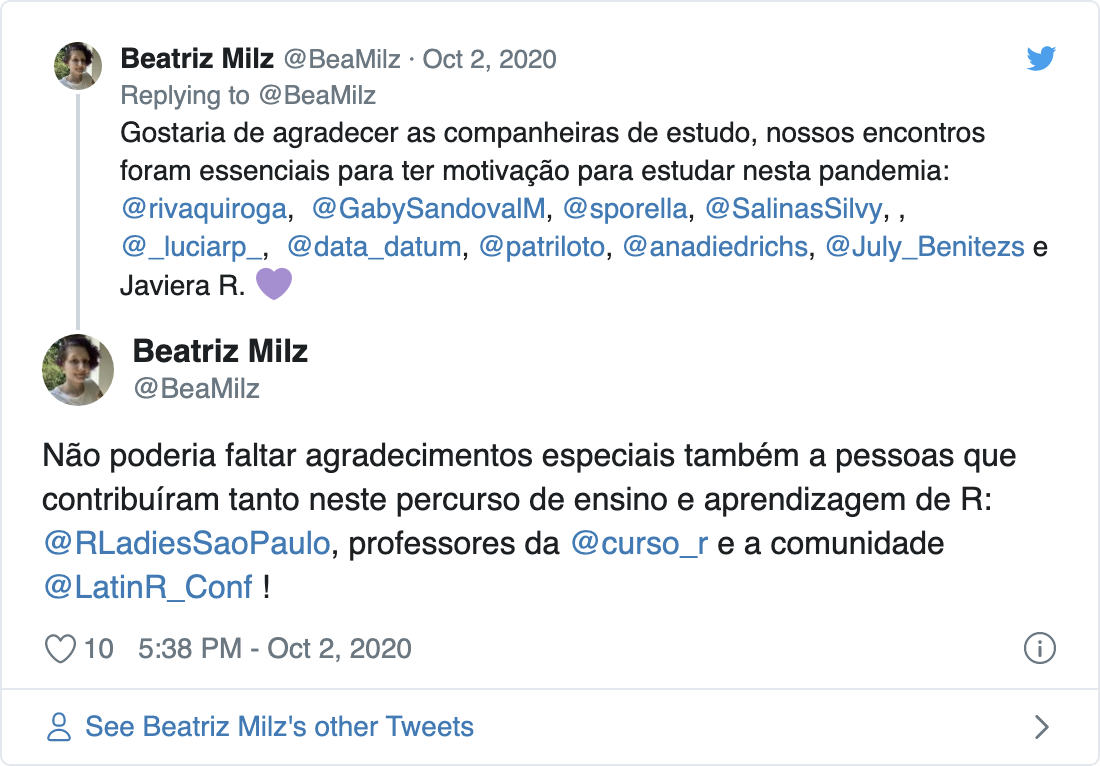 Beatriz Milz @BeaMilz · Oct 2, 2020
Replying to @BeaMilz
Gostaria de agradecer as companheiras de estudo, nossos encontros
foram essenciais para ter motivação para estudar nesta pandemia:
@rivaquiroga, @GabySandovalM, @sporella, @SalinasSilvy, ,
@_luciarp_, @data_datum, @patriloto, @anadiedrichs, @July_Benitezs e
Javiera R. 💜
Beatriz Milz
@BeaMilz
Não poderia faltar agradecimentos especiais também a pessoas que
contribuíram tanto neste percurso de ensino e aprendizagem de R:
@RLadiesSaoPaulo, professores da @curso_r e a comunidade
@LatinR_Conf !
10 5:38 PM - Oct 2, 2020
See Beatriz Milz's other Tweets